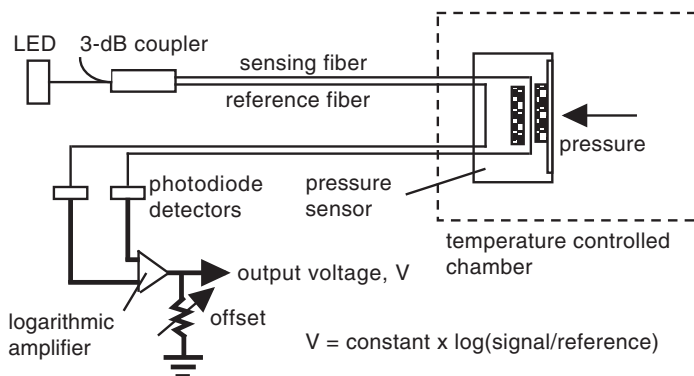 LED
3-dB coupler
sensing fiber
reference fiber
pressure
photodiode
detectors
pressure
sensor
temperature controlled
chamber
output voltage, V
offset
logarithmic
amplifier
V = constant x log(signal/reference)